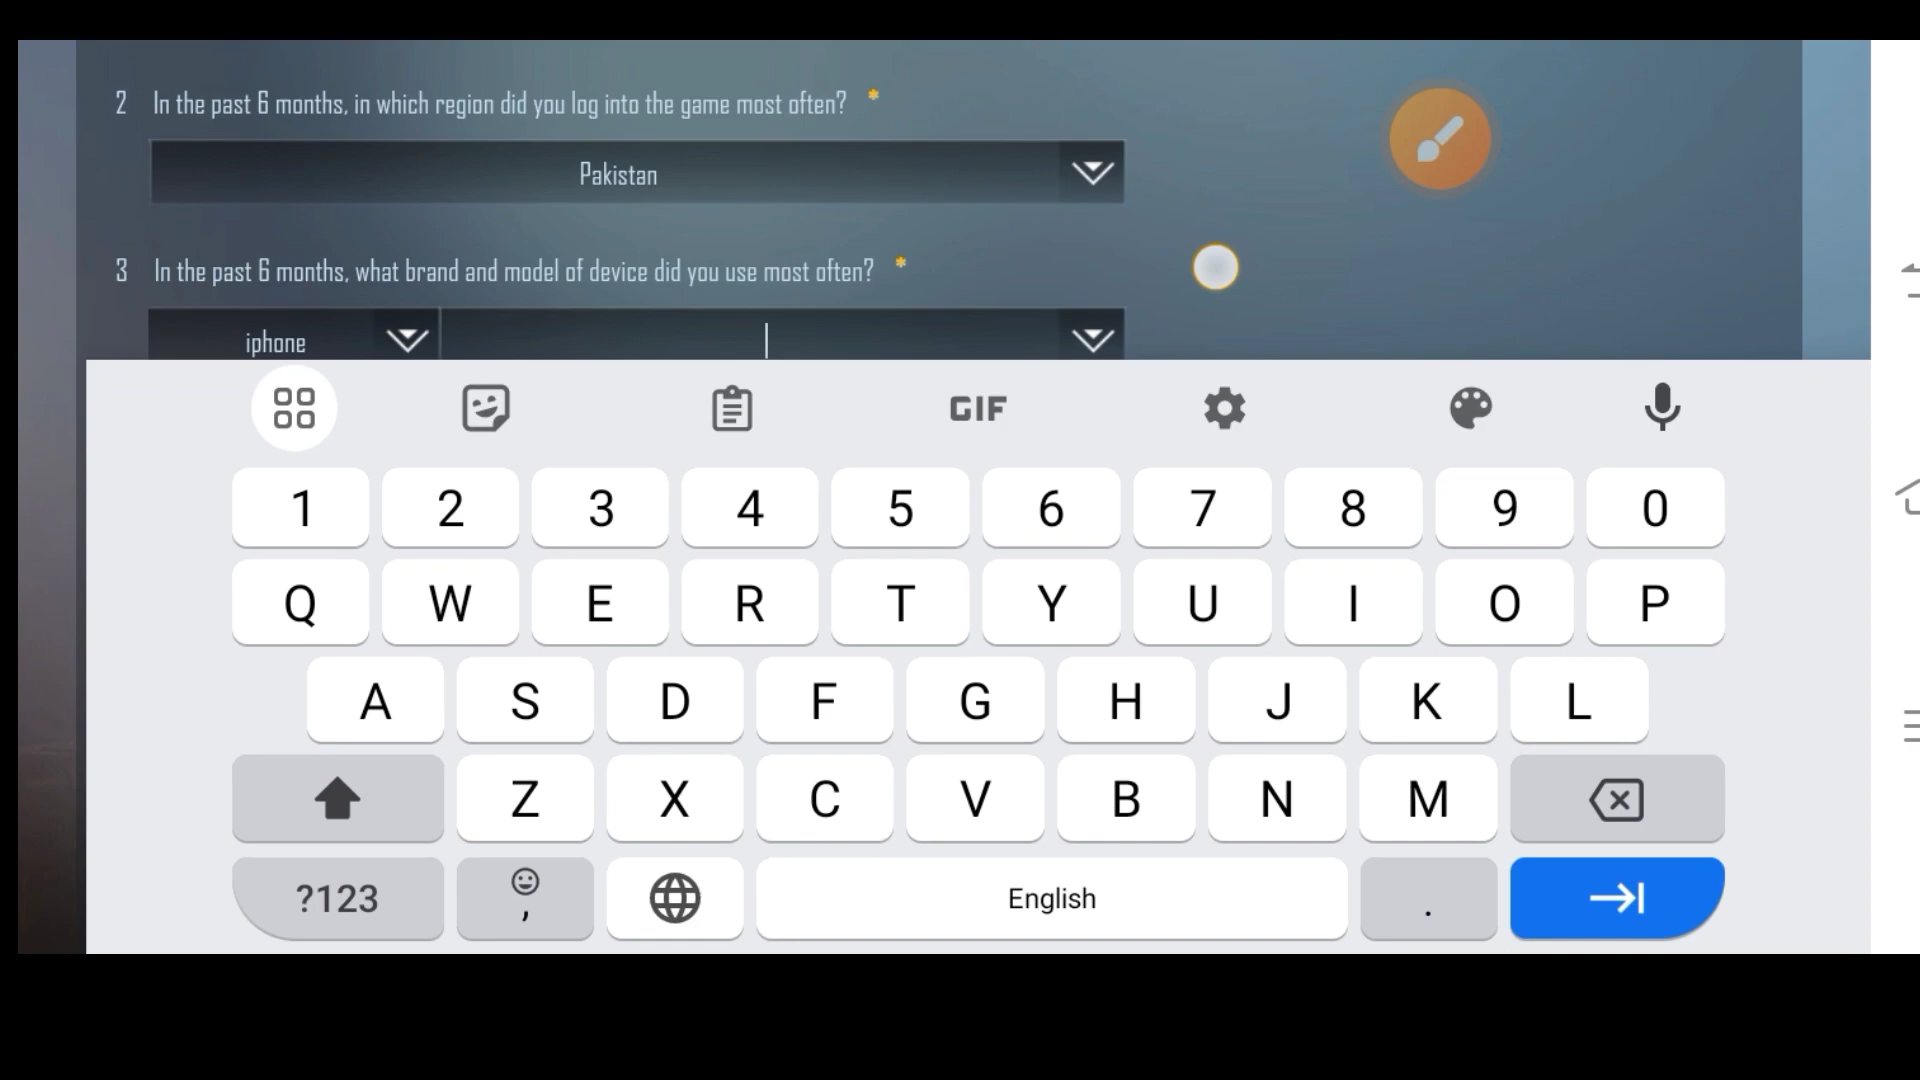 2 In the past 6 months, in which region did you log into the game most often? *
Pakistan
3 In the past 6 months, what brand and model of device did you use most often? *
iphone
GIF
1 2 3 4 5 6 7 8 9 0
Q W E R T Y U I O P
A S D F G H J K L
Z X C V B N M
?123 , English .